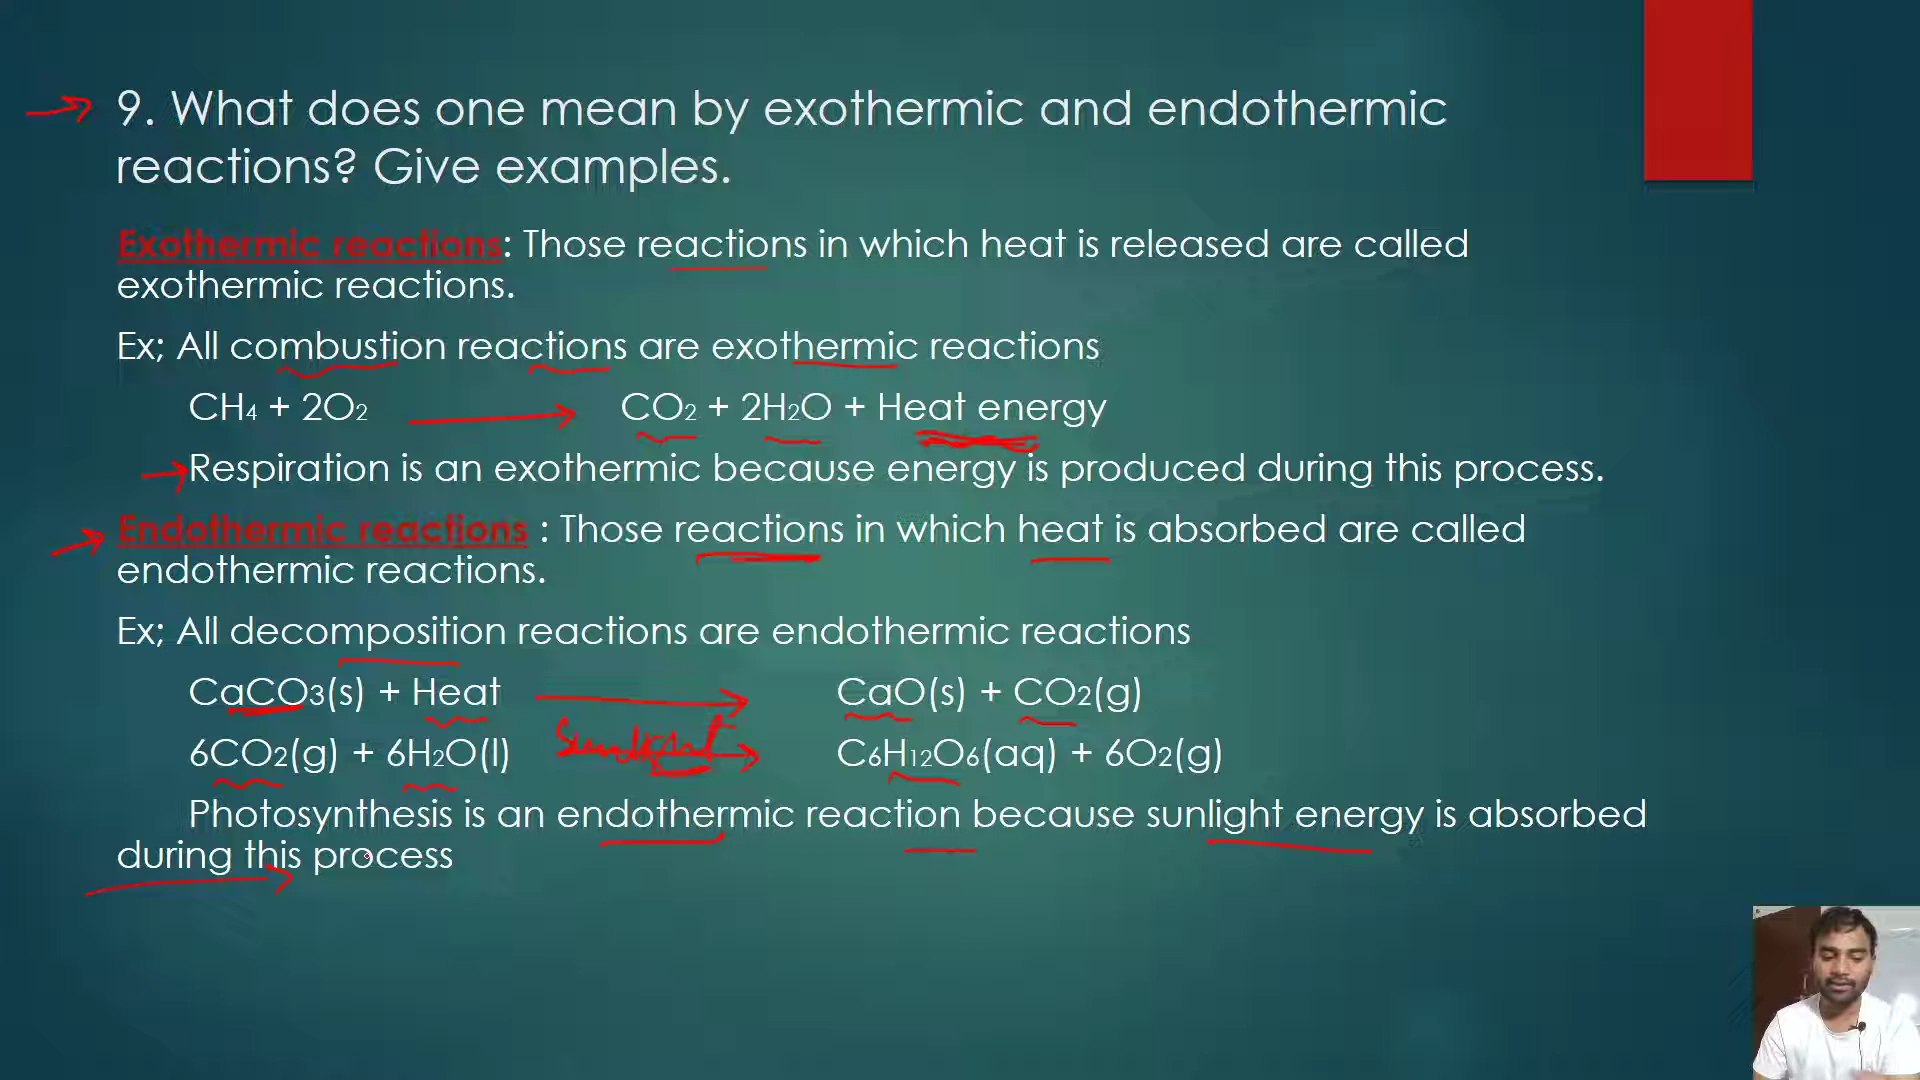 9. What does one mean by exothermic and endothermic
reactions? Give examples.
Exothermic reactions: Those reactions in which heat is released are called
exothermic reactions.
Ex; All combustion reactions are exothermic reactions
CH4 + 2O2 CO2 + 2H2O + Heat energy
Respiration is an exothermic because energy is produced during this process.
Endothermic reactions : Those reactions in which heat is absorbed are called
endothermic reactions.
Ex; All decomposition reactions are endothermic reactions
CaCO3(s) + Heat CaO(s) + CO2(g)
6CO2(g) + 6H2O(l) Sunlight C6H12O6(aq) + 6O2(g)
Photosynthesis is an endothermic reaction because sunlight energy is absorbed
during this process